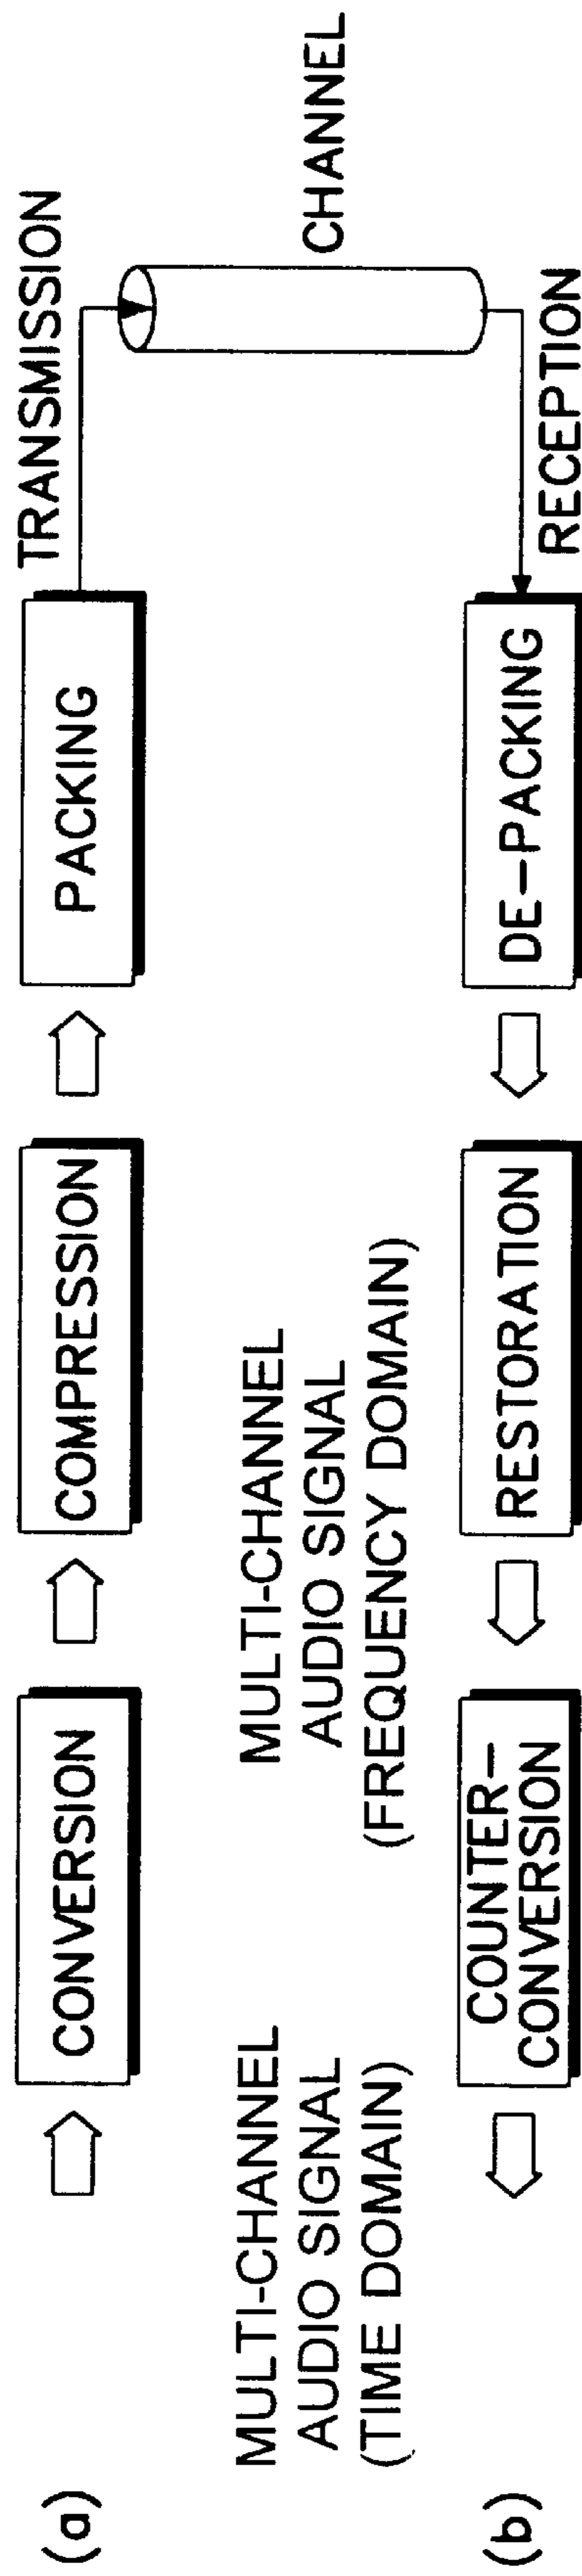 (a)
CONVERSION
COMPRESSION
PACKING
TRANSMISSION
MULTI-CHANNEL
AUDIO SIGNAL
(TIME DOMAIN)
MULTI-CHANNEL
AUDIO SIGNAL
(FREQUENCY DOMAIN)
CHANNEL
(b)
COUNTER-
CONVERSION
RESTORATION
DE-PACKING
RECEPTION